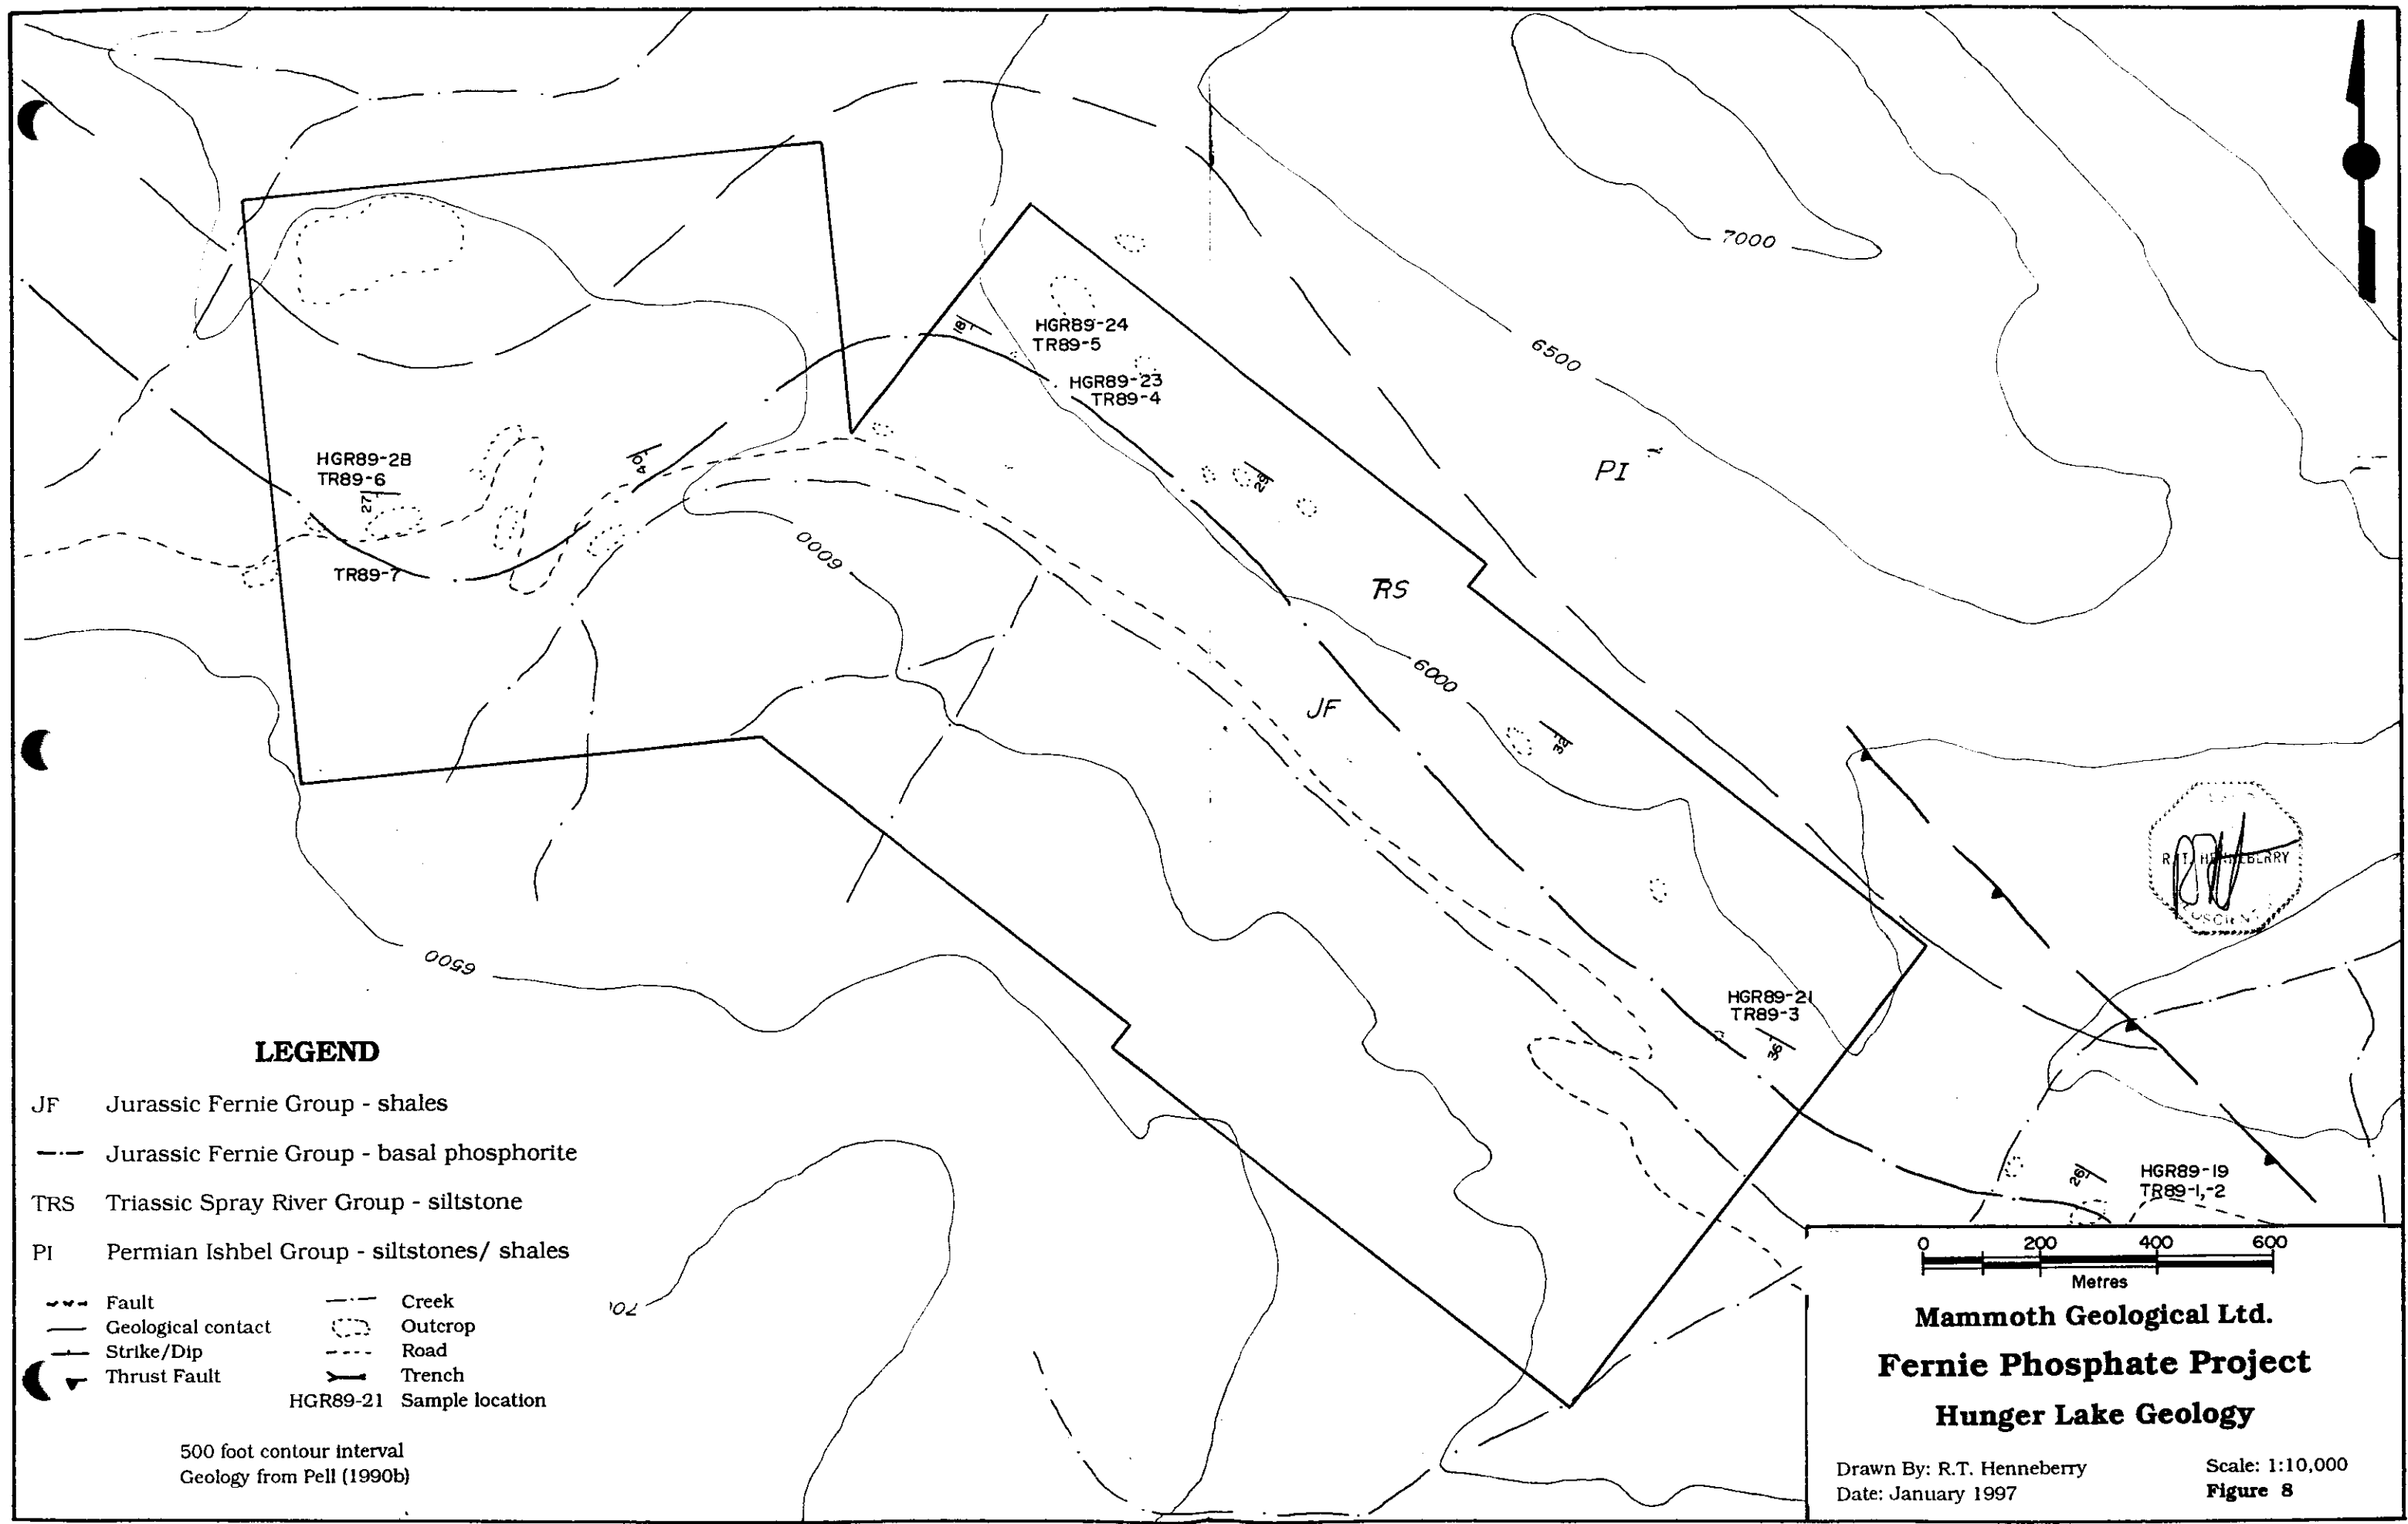 7000
6500
HGR89-24
TR89-5
18
HGR89-23
TR89-4
HGR89-28
TR89-6
27
40
29
PI
TR89-7
6000
TRS
6000
JF
32
6500
HGR89-21
TR89-3
36
HGR89-19
TR89-1,-2
26
R.T. HENNEBERRY
LEGEND
JF Jurassic Fernie Group - shales
Jurassic Fernie Group - basal phosphorite
TRS Triassic Spray River Group - siltstone
PI Permian Ishbel Group - siltstones/ shales
Fault
Geological contact
Strike/Dip
Thrust Fault
Creek
Outcrop
Road
Trench
HGR89-21 Sample location
500 foot contour interval
Geology from Pell (1990b)
0 200 400 600
Metres
Mammoth Geological Ltd.
Fernie Phosphate Project
Hunger Lake Geology
Drawn By: R.T. Henneberry
Date: January 1997
Scale: 1:10,000
Figure 8